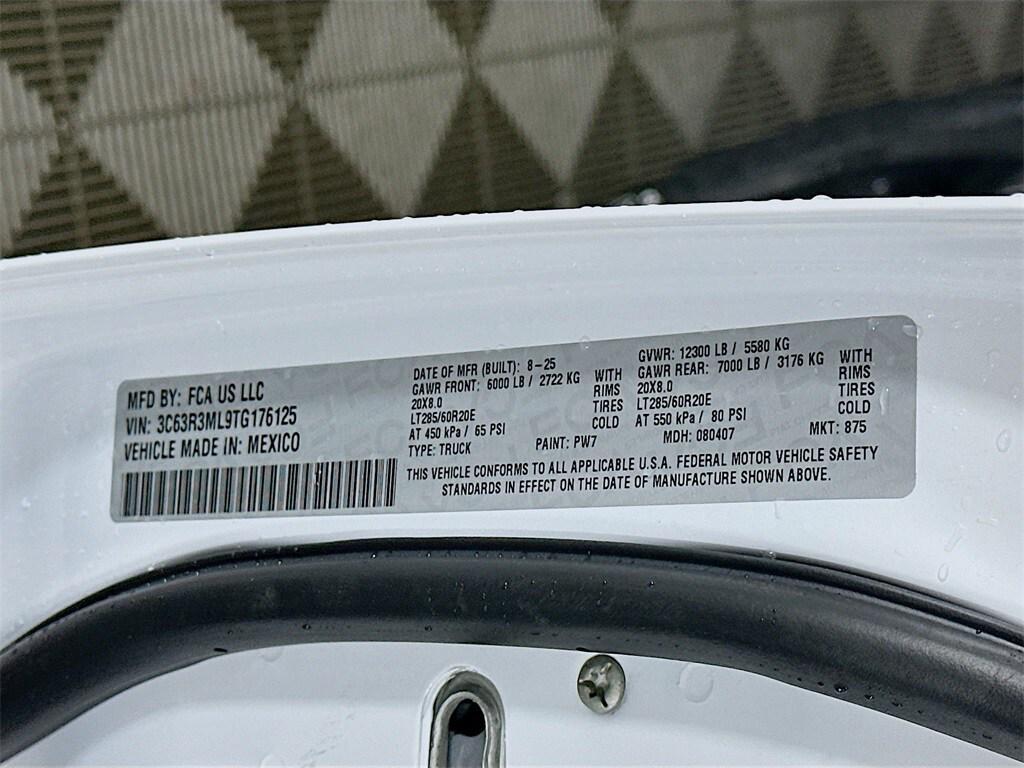 MFD BY: FCA US LLC
VIN: 3C63R3ML9TG176125
VEHICLE MADE IN: MEXICO
DATE OF MFR (BUILT): 8-25
GAWR FRONT: 6000 LB / 2722 KG
20X8.0
LT285/60R20E
AT 450 kPa / 65 PSI
TYPE: TRUCK
WITH
RIMS
TIRES
COLD
PAINT: PW7
GVWR: 12300 LB / 5580 KG
GAWR REAR: 7000 LB / 3176 KG
20X8.0
LT285/60R20E
AT 550 kPa / 80 PSI
MDH: 080407
WITH
RIMS
TIRES
COLD
MKT: 875
THIS VEHICLE CONFORMS TO ALL APPLICABLE U.S.A. FEDERAL MOTOR VEHICLE SAFETY
STANDARDS IN EFFECT ON THE DATE OF MANUFACTURE SHOWN ABOVE.